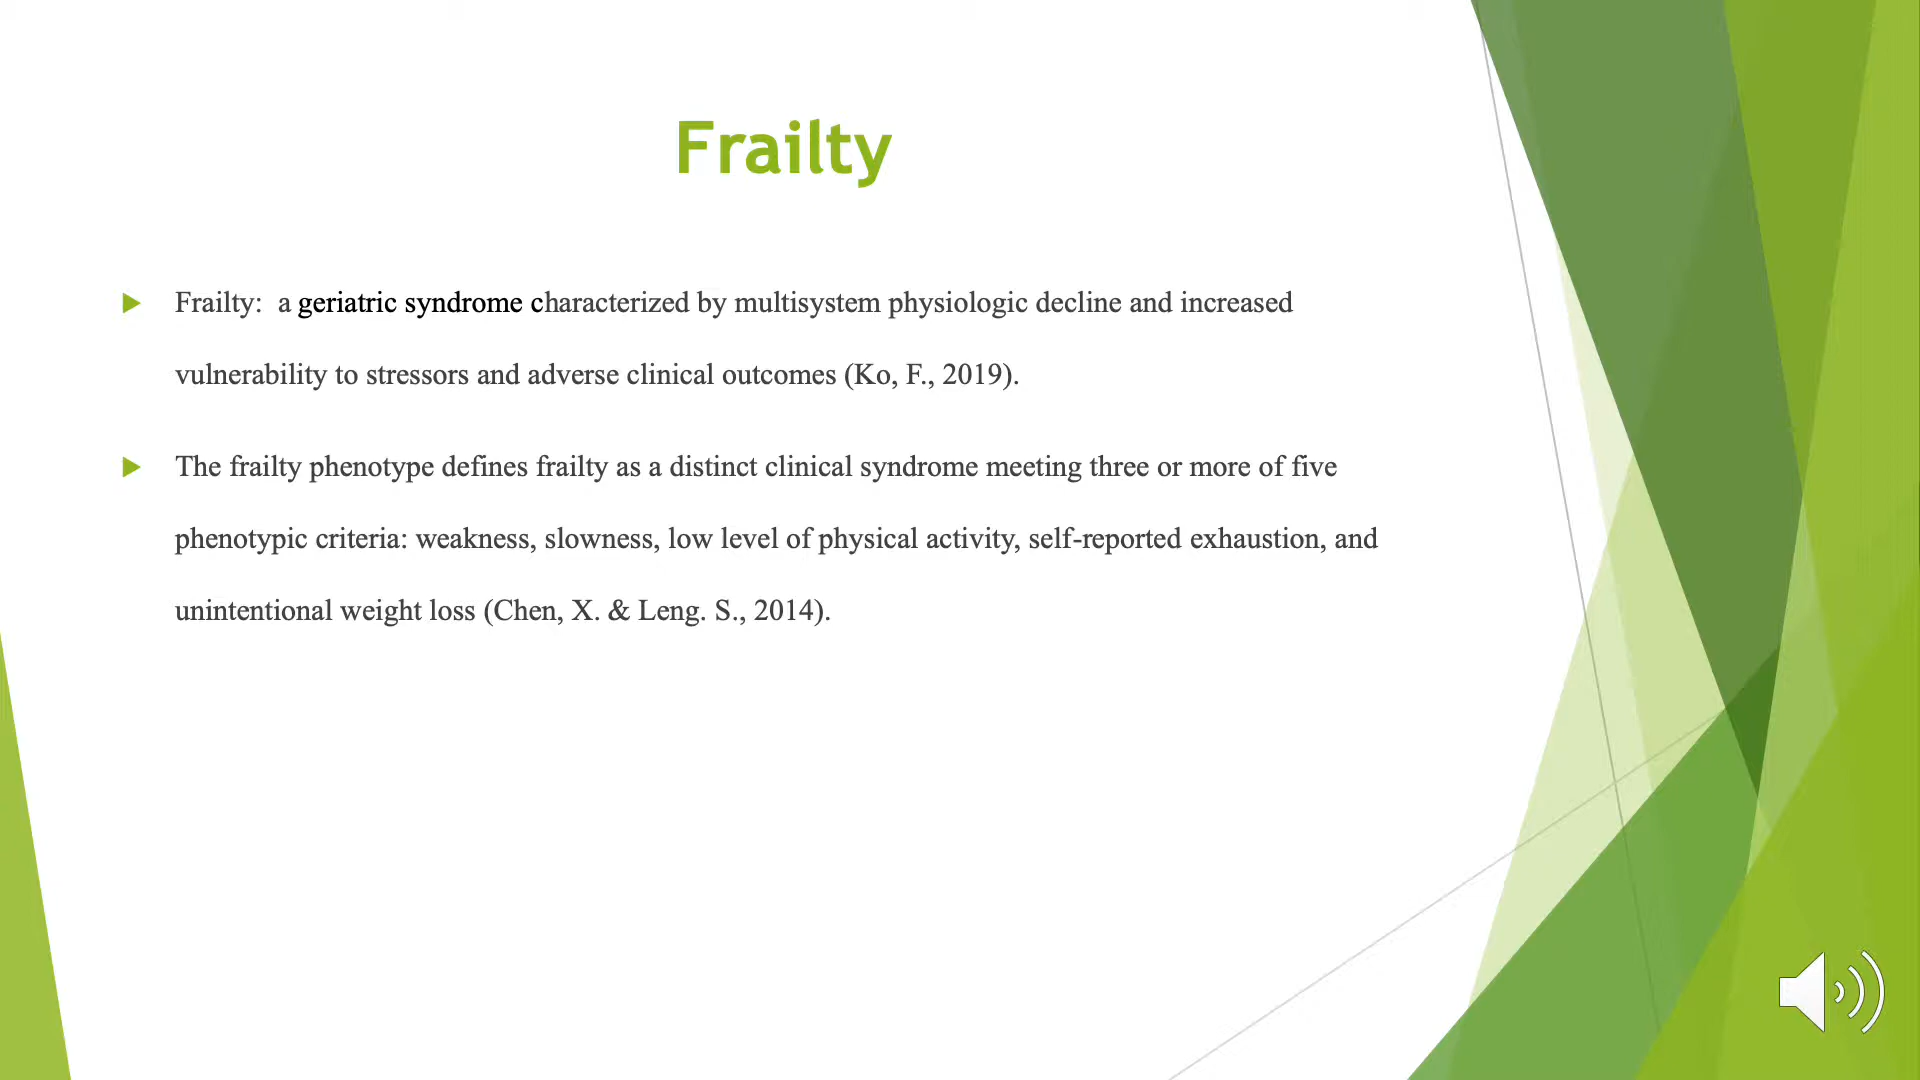 Frailty
Frailty:  a geriatric syndrome characterized by multisystem physiologic decline and increased
vulnerability to stressors and adverse clinical outcomes (Ko, F., 2019).
The frailty phenotype defines frailty as a distinct clinical syndrome meeting three or more of five
phenotypic criteria: weakness, slowness, low level of physical activity, self-reported exhaustion, and
unintentional weight loss (Chen, X. & Leng. S., 2014).